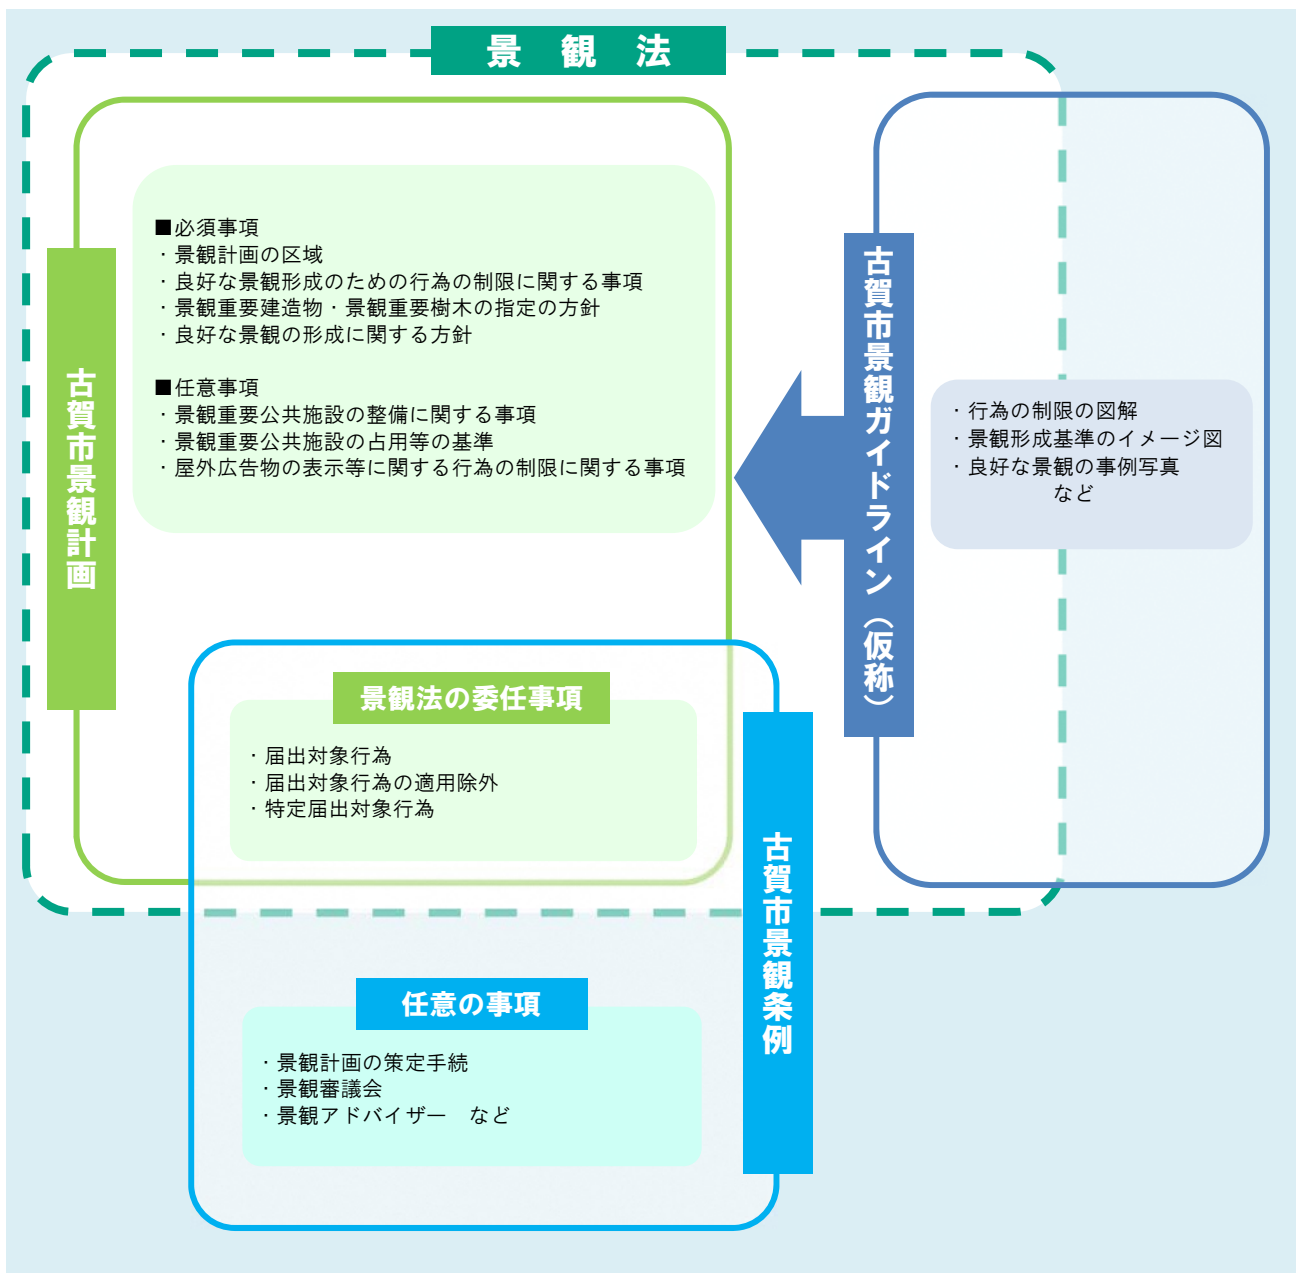 景観法
古賀市景観計画
■必須事項
・景観計画の区域
・良好な景観形成のための行為の制限に関する事項
・景観重要建造物・景観重要樹木の指定の方針
・良好な景観の形成に関する方針
■任意事項
・景観重要公共施設の整備に関する事項
・景観重要公共施設の占用等の基準
・屋外広告物の表示等に関する行為の制限に関する事項
古賀市景観ガイドライン（仮称）
・行為の制限の図解
・景観形成基準のイメージ図
・良好な景観の事例写真
など
景観法の委任事項
・届出対象行為
・届出対象行為の適用除外
・特定届出対象行為
古賀市景観条例
任意の事項
・景観計画の策定手続
・景観審議会
・景観アドバイザー　など